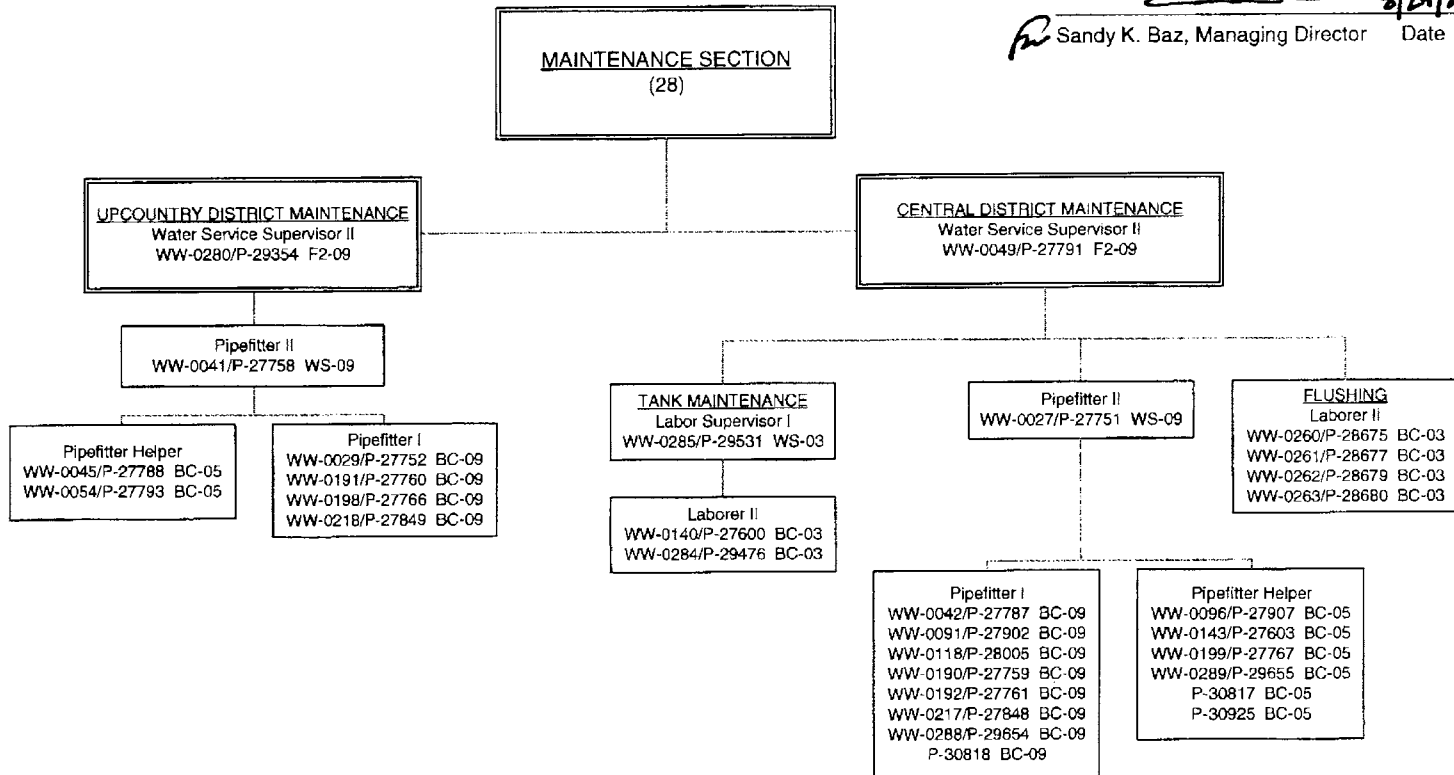 Sandy K. Baz, Managing Director Date
MAINTENANCE SECTION
(28)
UPCOUNTRY DISTRICT MAINTENANCE
Water Service Supervisor II
WW-0280/P-29354 F2-09
CENTRAL DISTRICT MAINTENANCE
Water Service Supervisor II
WW-0049/P-27791 F2-09
Pipefitter II
WW-0041/P-27758 WS-09
Pipefitter Helper
WW-0045/P-27788 BC-05
WW-0054/P-27793 BC-05
Pipefitter I
WW-0029/P-27752 BC-09
WW-0191/P-27760 BC-09
WW-0198/P-27766 BC-09
WW-0218/P-27849 BC-09
TANK MAINTENANCE
Labor Supervisor I
WW-0285/P-29531 WS-03
Laborer II
WW-0140/P-27600 BC-03
WW-0284/P-29476 BC-03
Pipefitter II
WW-0027/P-27751 WS-09
FLUSHING
Laborer II
WW-0260/P-28675 BC-03
WW-0261/P-28677 BC-03
WW-0262/P-28679 BC-03
WW-0263/P-28680 BC-03
Pipefitter I
WW-0042/P-27787 BC-09
WW-0091/P-27902 BC-09
WW-0118/P-28005 BC-09
WW-0190/P-27759 BC-09
WW-0192/P-27761 BC-09
WW-0217/P-27848 BC-09
WW-0288/P-29654 BC-09
P-30818 BC-09
Pipefitter Helper
WW-0096/P-27907 BC-05
WW-0143/P-27603 BC-05
WW-0199/P-27767 BC-05
WW-0289/P-29655 BC-05
P-30817 BC-05
P-30925 BC-05